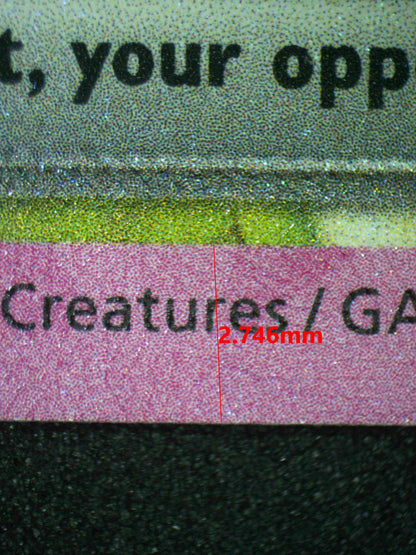 t, your opp
Creatures / GA
2.746mm